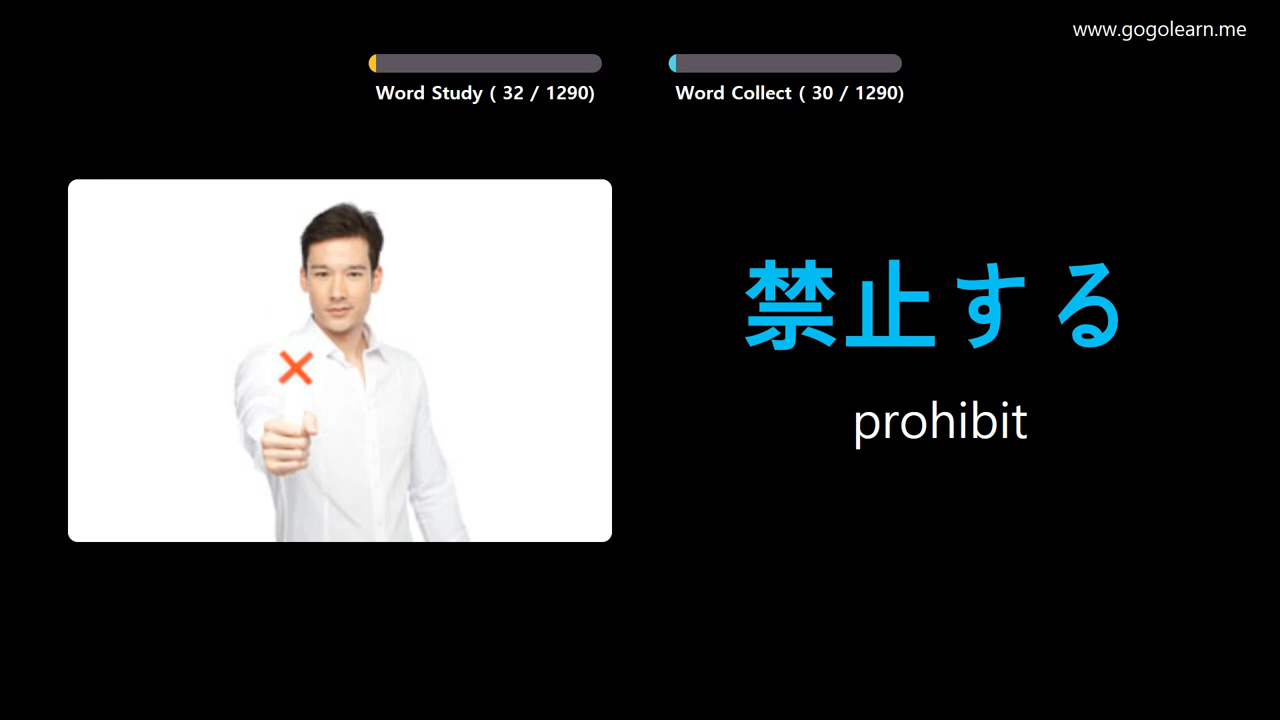 www.gogolearn.me
Word Study ( 32 / 1290)
Word Collect ( 30 / 1290)
禁止する
prohibit